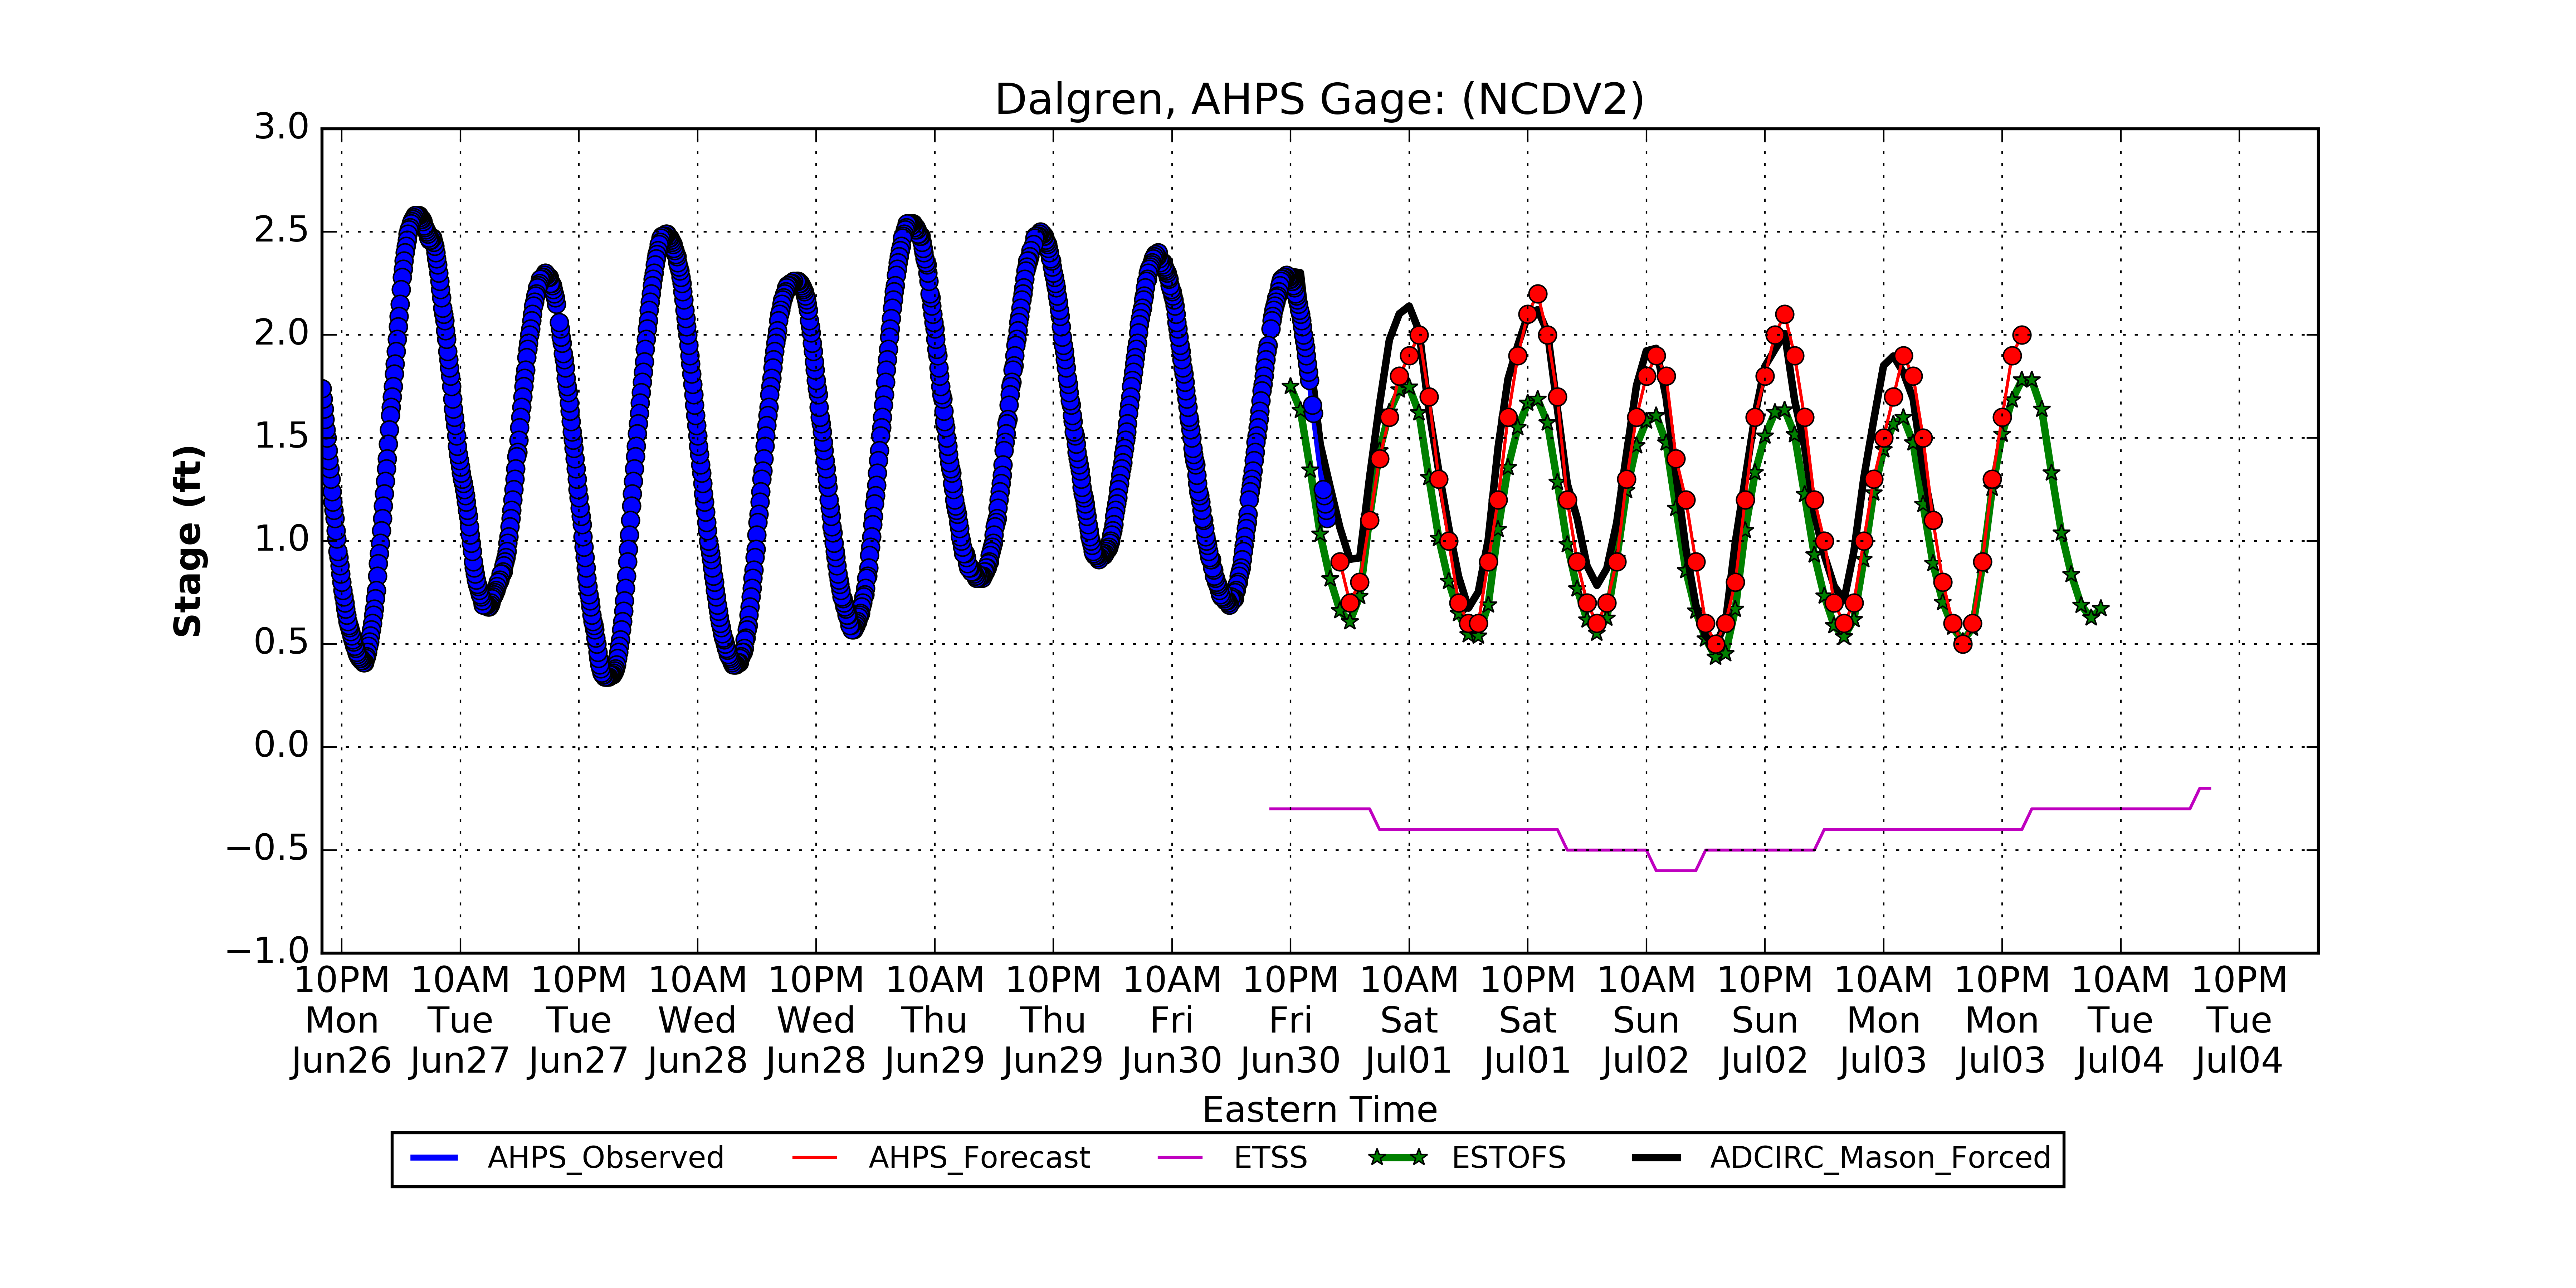 Dalgren, AHPS Gage: (NCDV2)
3.0
2.5
2.0
1.5
1.0
0.5
0.0
−0.5
−1.0
Stage (ft)
10PM 10AM 10PM 10AM 10PM 10AM 10PM 10AM 10PM 10AM 10PM 10AM 10PM 10AM 10PM 10AM 10PM
Mon Tue Tue Wed Wed Thu Thu Fri Fri Sat Sat Sun Sun Mon Mon Tue Tue
Jun26 Jun27 Jun27 Jun28 Jun28 Jun29 Jun29 Jun30 Jun30 Jul01 Jul01 Jul02 Jul02 Jul03 Jul03 Jul04 Jul04
Eastern Time
AHPS_Observed AHPS_Forecast ETSS ESTOFS ADCIRC_Mason_Forced